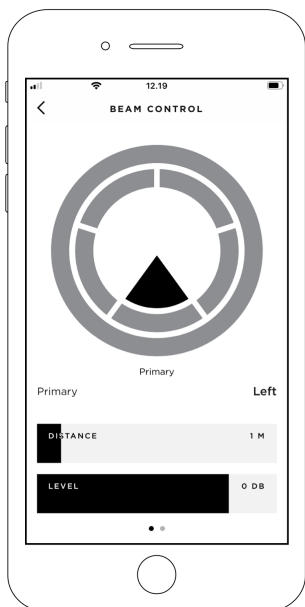 12.19
BEAM CONTROL
Primary
Primary Left
DISTANCE 1 M
LEVEL 0 DB